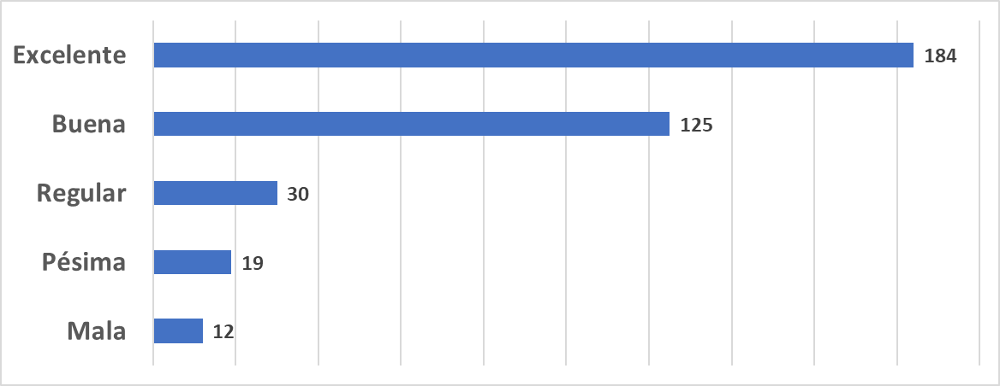 Excelente 184
Buena 125
Regular 30
Pésima 19
Mala 12